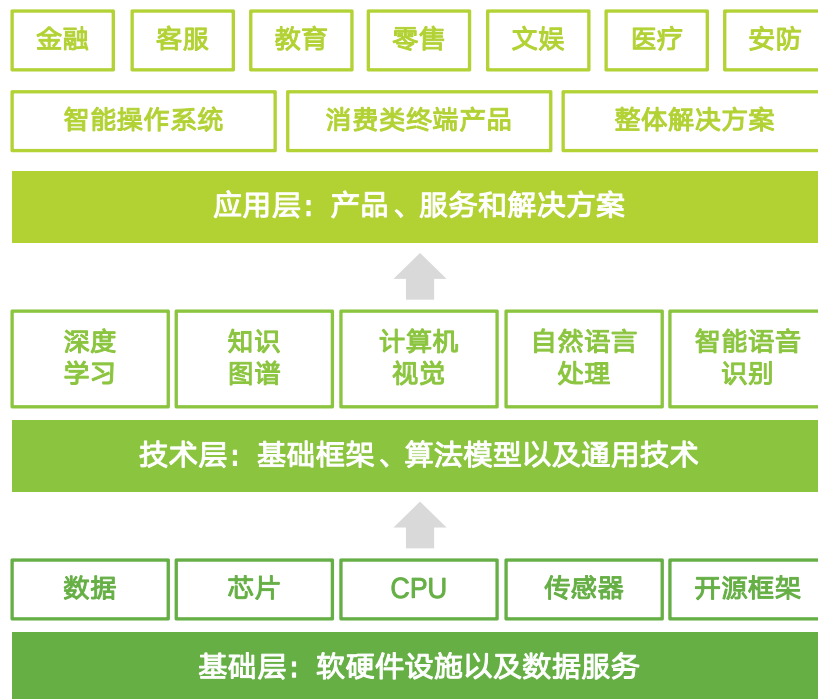 金融 客服 教育 零售 文娱 医疗 安防
智能操作系统 消费类终端产品 整体解决方案
应用层：产品、服务和解决方案
深度 知识 计算机 自然语言 智能语音
学习 图谱 视觉 处理 识别
技术层：基础框架、算法模型以及通用技术
数据 芯片 CPU 传感器 开源框架
基础层：软硬件设施以及数据服务